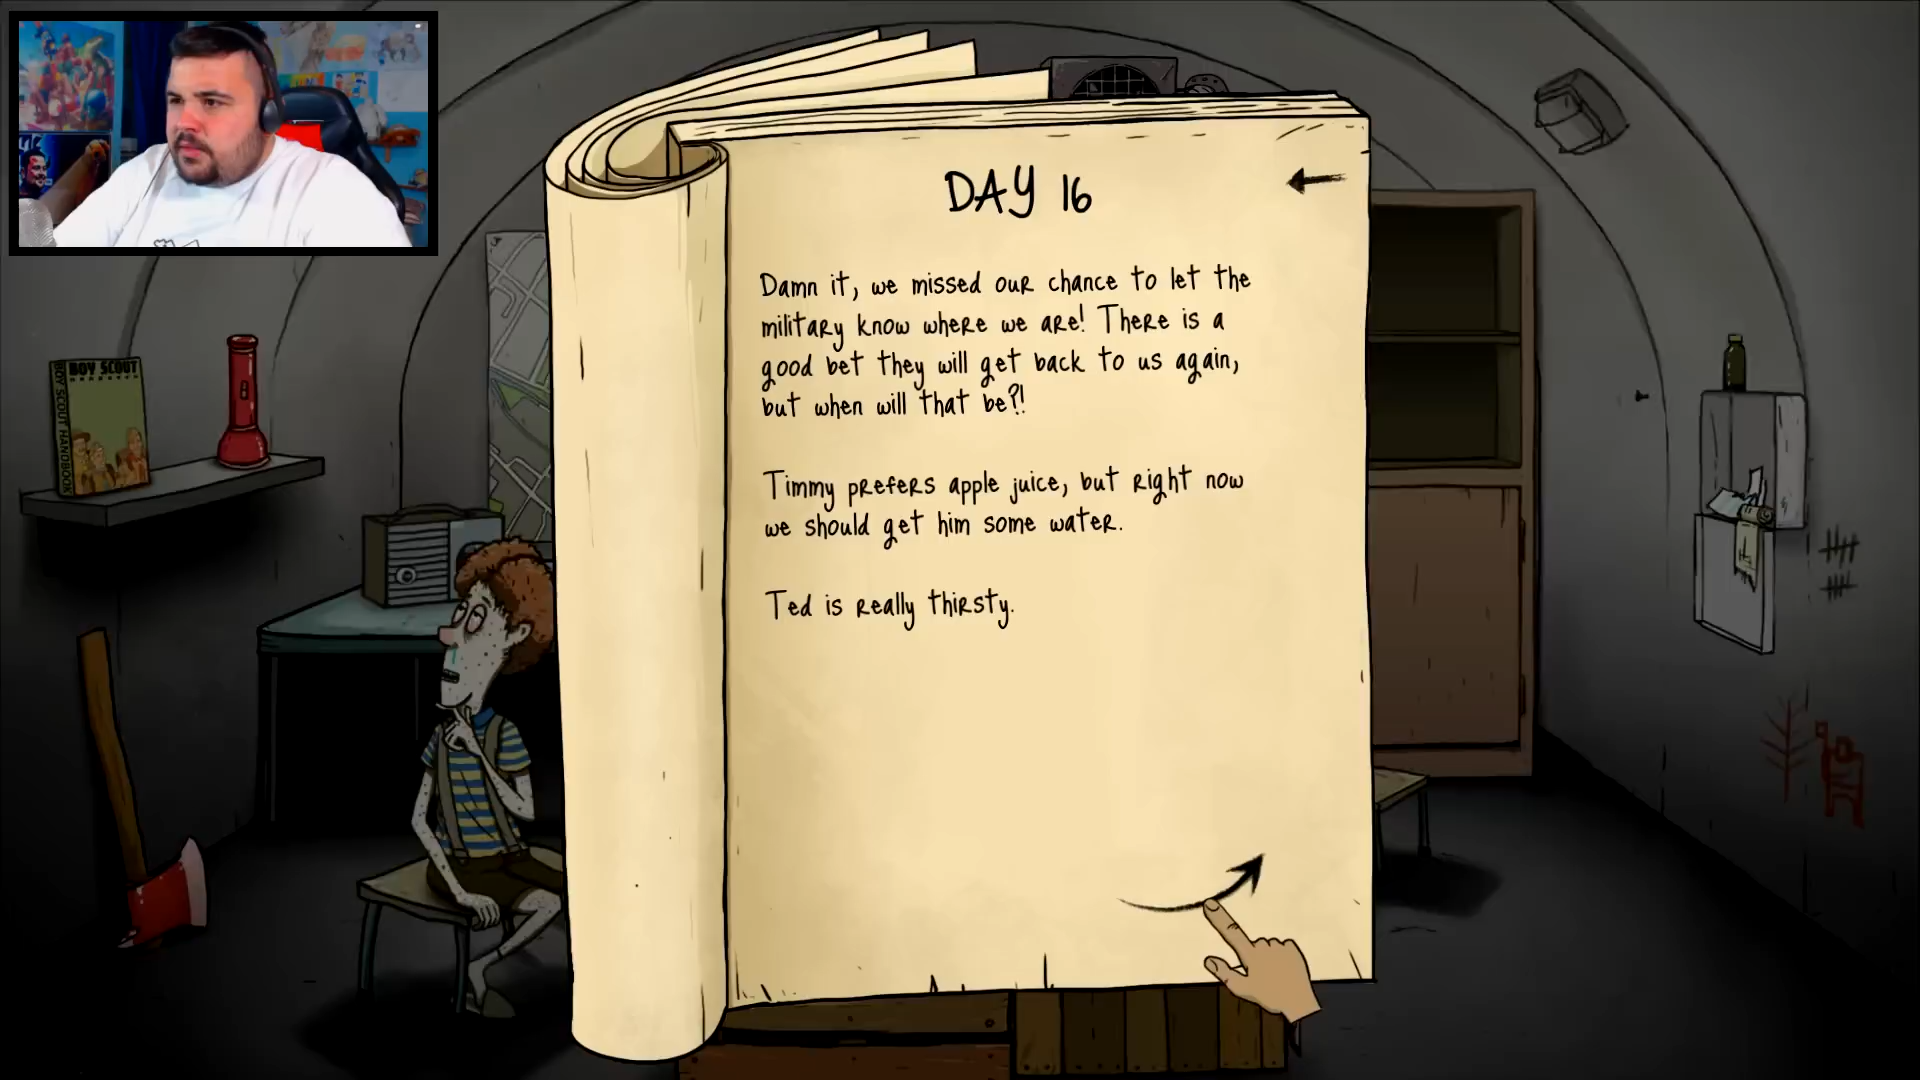 DAY 16
Damn it, we missed our chance to let the
military know where we are! There is a
good bet they will get back to us again,
but when will that be?!
Timmy prefers apple juice, but right now
we should get him some water.
Ted is really thirsty.
BOY SCOUT
BOY SCOUT HANDBOOK